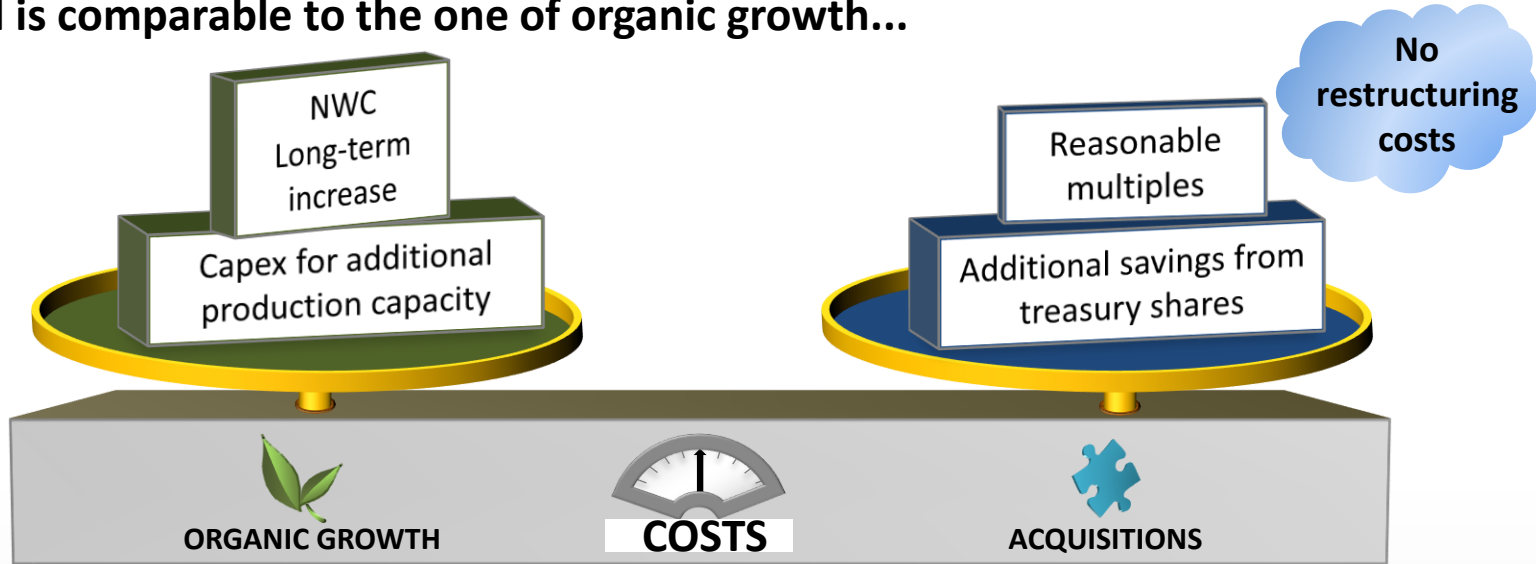 is comparable to the one of organic growth...
No
restructuring
costs
NWC
Long-term
increase
Capex for additional
production capacity
Reasonable
multiples
Additional savings from
treasury shares
ORGANIC GROWTH
COSTS
ACQUISITIONS